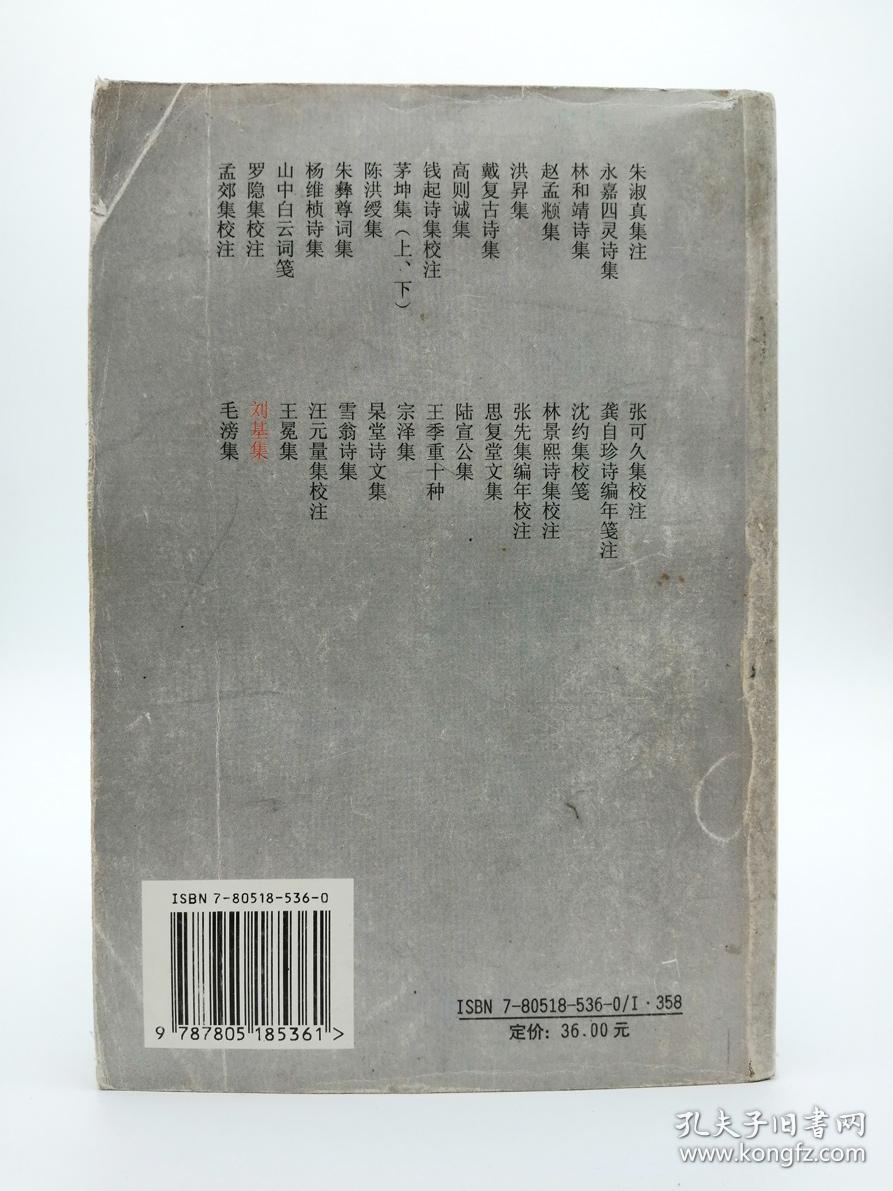 朱淑真集注
永嘉四灵诗集
林和靖诗集
赵孟頫集
洪昇集
戴复古诗集
高则诚集
钱起诗集校注
茅坤集(上、下)
陈洪绶集
朱彝尊词集
杨维桢诗集
山中白云词笺
罗隐集校注
孟郊集校注
张可久集校注
龚自珍诗编年笺注
沈约集校笺
林景熙诗集校注
张先集编年校注
思复堂文集
陆宣公集
王季重十种
宗泽集
杲堂诗文集
雪翁诗集
汪元量集校注
王冕集
刘基集
毛滂集
ISBN 7-80518-536-0
9 787805 185361>
ISBN 7-80518-536-0/I·358
定价: 36.00 元
孔夫子旧书网
www.kongfz.com